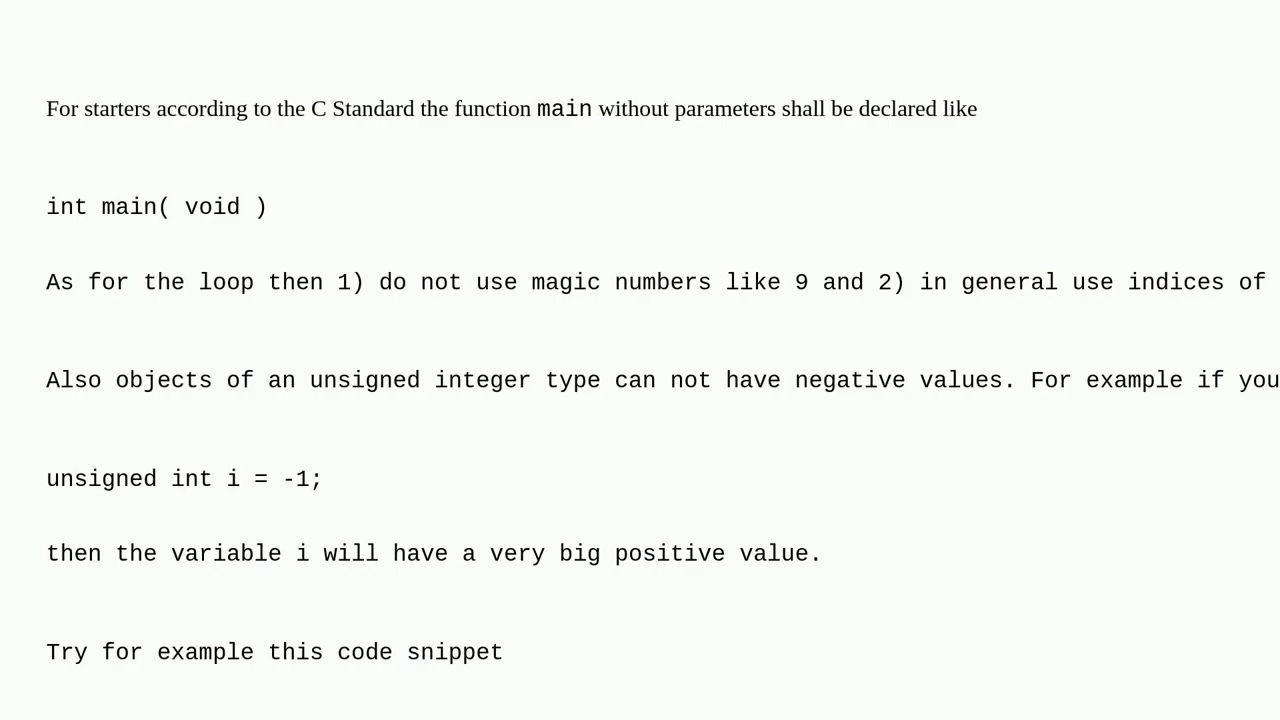 For starters according to the C Standard the function main without parameters shall be declared like
int main( void )
As for the loop then 1) do not use magic numbers like 9 and 2) in general use indices of
Also objects of an unsigned integer type can not have negative values. For example if you
unsigned int i = -1;
then the variable i will have a very big positive value.
Try for example this code snippet